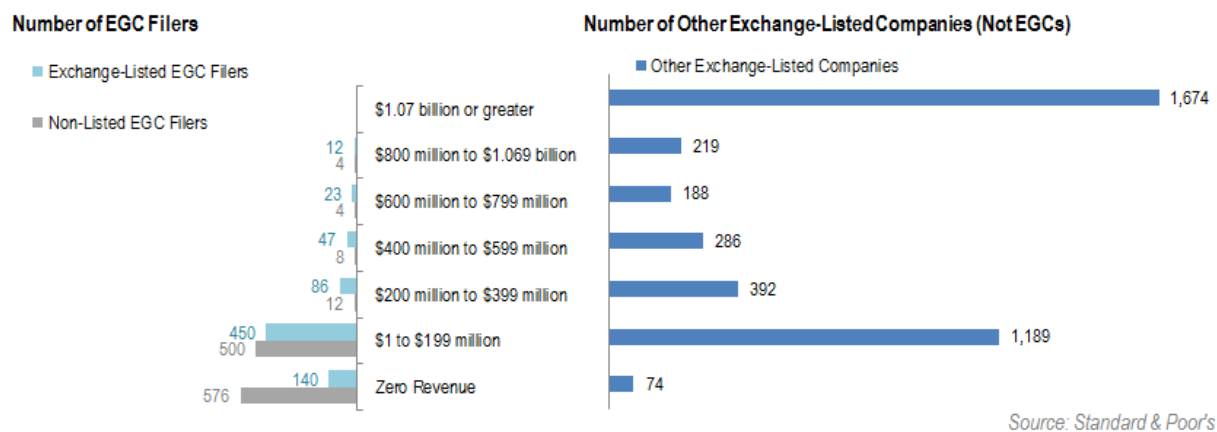 Number of EGC Filers
Number of Other Exchange-Listed Companies (Not EGCs)
Exchange-Listed EGC Filers
Non-Listed EGC Filers
Other Exchange-Listed Companies
$1.07 billion or greater
1,674
12
4
$800 million to $1.069 billion
219
23
4
$600 million to $799 million
188
47
8
$400 million to $599 million
286
86
12
$200 million to $399 million
392
450
500
$1 to $199 million
1,189
140
576
Zero Revenue
74
Source: Standard & Poor's